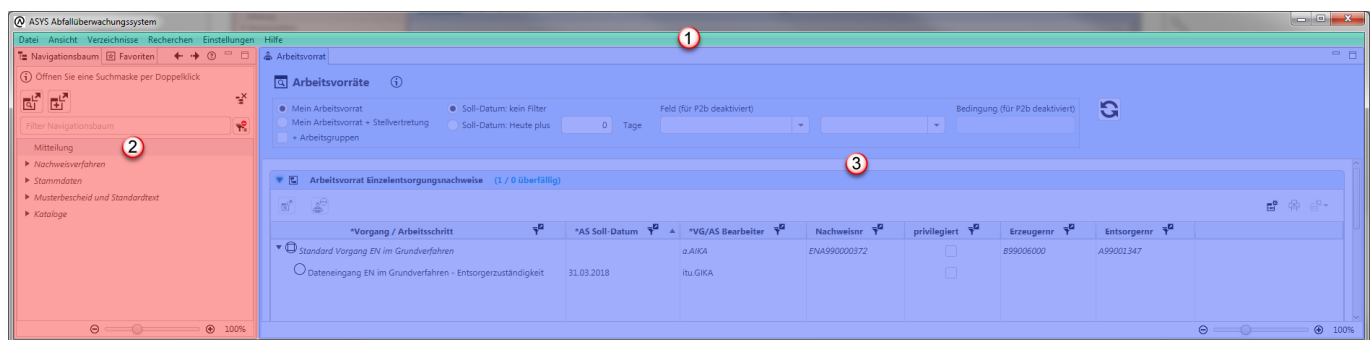 ASYS Abfallüberwachungssystem
Datei Ansicht Verzeichnisse Recherchen Einstellungen Hilfe
1
Navigationsbaum Favoriten
Arbeitsvorrat
Öffnen Sie eine Suchmaske per Doppelklick
Arbeitsvorräte
Mein Arbeitsvorrat
Soll-Datum: kein Filter
Feld (für P2b deaktiviert)
Bedingung (für P2b deaktiviert)
Mein Arbeitsvorrat + Stellvertretung
Soll-Datum: Heute plus
0 Tage
+ Arbeitsgruppen
Filter Navigationsbaum
2
Mitteilung
Nachweisverfahren
Stammdaten
Musterbescheid und Standardtext
Kataloge
3
Arbeitsvorrat Einzelentsorgungsnachweise (1 / 0 überfällig)
*Vorgang / Arbeitsschritt *AS Soll-Datum *VG/AS Bearbeiter Nachweisnr privilegiert Erzeugernr Entsorgernr
Standard Vorgang EN im Grundverfahren a.AIKA ENA990000372 B99006000 A99001347
Dateneingang EN im Grundverfahren - Entsorgerzuständigkeit 31.03.2018 itu.GIKA
100%
100%